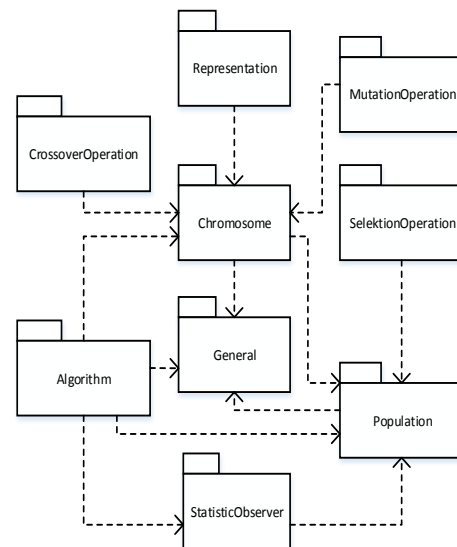 Representation
MutationOperation
CrossoverOperation
Chromosome
SelektionOperation
General
Algorithm
Population
StatisticObserver